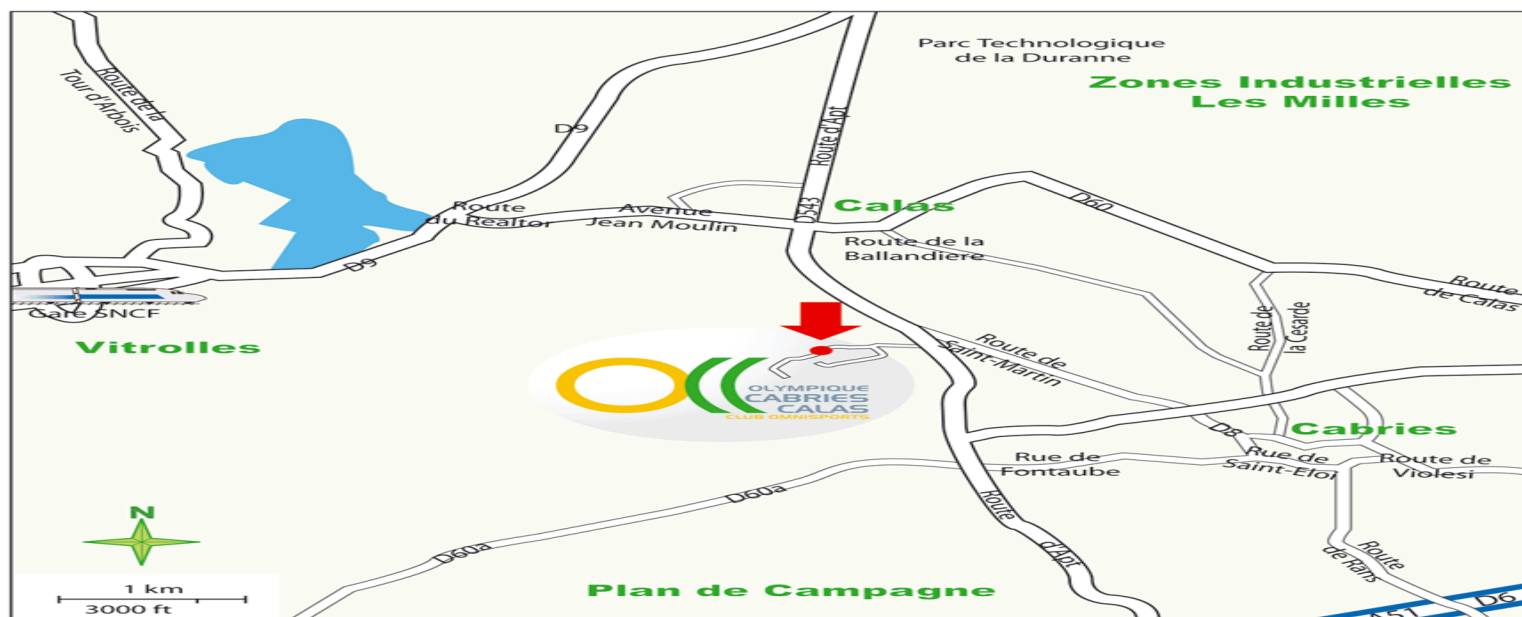 Parc Technologique
de la Duranne
Zones Industrielles
Les Milles
Route de la
Tour d'Arbois
D9
Route d'Apt
D543
Calas
D60
Route
du Realtor
Avenue
Jean Moulin
Route de la
Ballandiere
D9
Route
de Calas
Gare SNCF
Vitrolles
Route de
la Cesarde
Route de
Saint-Martin
OLYMPIQUE
CABRIES
CALAS
CLUB OMNISPORTS
D8
Cabries
Rue de
Fontaube
Rue de
Saint-Eloi
Route de
Violesi
D60a
D60a
Route
d'Apt
Route
de Rans
N
1 km
3000 ft
Plan de Campagne
A51
D6